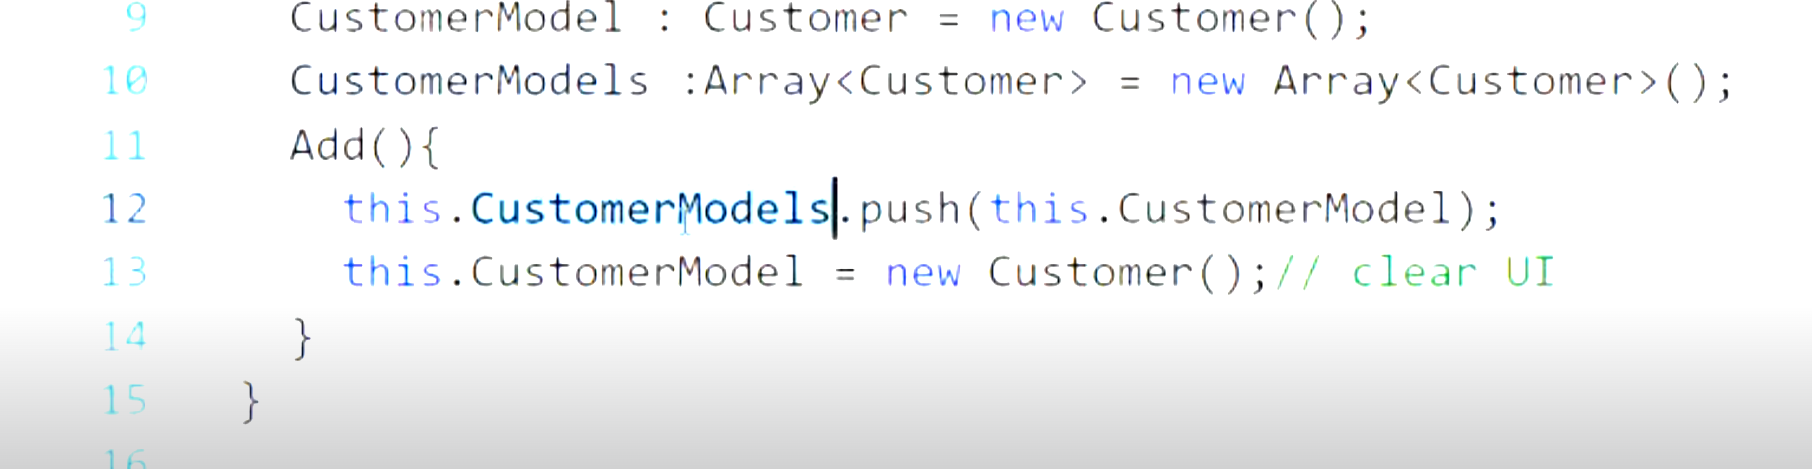 9 CustomerModel : Customer = new Customer();
10 CustomerModels :Array<Customer> = new Array<Customer>();
11 Add(){
12 this.CustomerModels.push(this.CustomerModel);
13 this.CustomerModel = new Customer();// clear UI
14 }
15 }
16